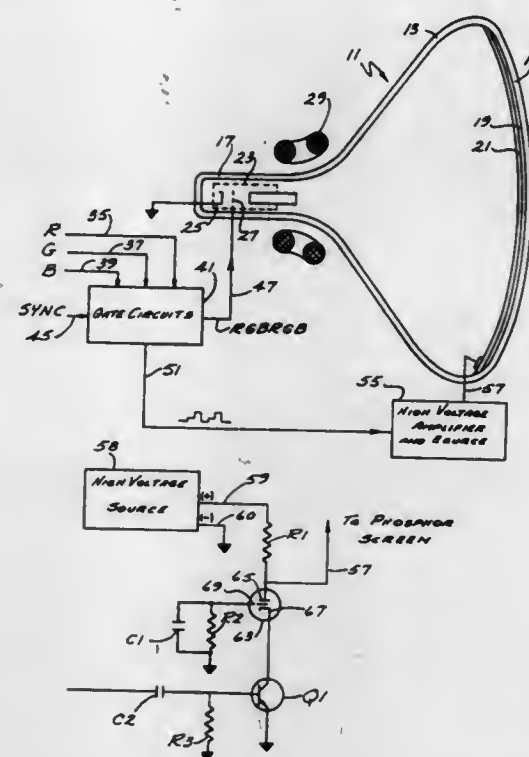 13
11
29
1
19
21
17
23
25
27
R
35
G
37
B
39
41
47
SYNC
45
GATE CIRCUITS
RGBRGB
51
55
57
HIGH VOLTAGE
AMPLIFIER
AND SOURCE
58
HIGH VOLTAGE
SOURCE
(+)
59
(-)
60
R1
TO PHOSPHOR
SCREEN
57
65
69
67
63
R2
C1
C2
R3
Q1